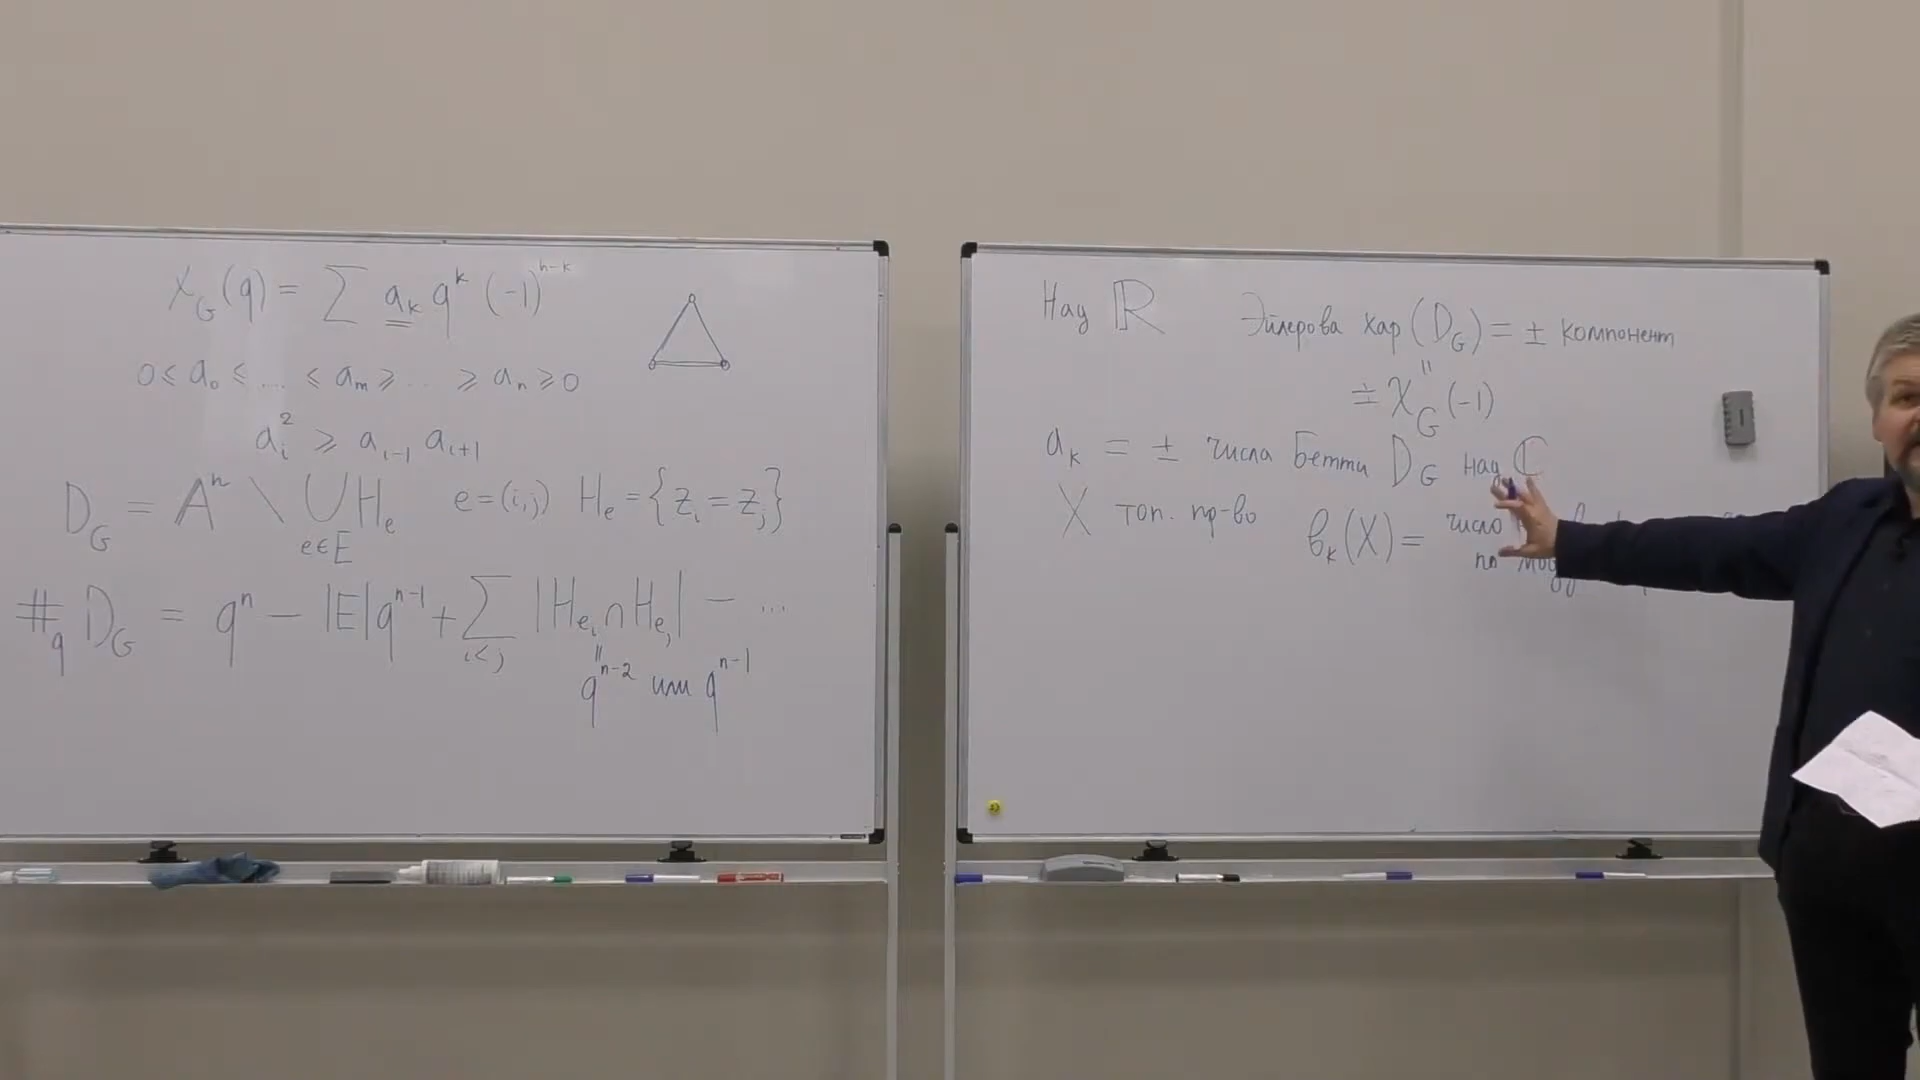 χ_G(q) = ∑ a_k q^k (-1)^{n-k}
0 ≤ a_0 ≤ ... ≤ a_m ≥ ... ≥ a_n ≥ 0
a_i^2 ≥ a_{i-1} a_{i+1}
D_G = A^n \ ∪_{e∈E} H_e e=(i,j) H_e = {z_i = z_j}
#_q D_G = q^n - |E|q^{n-1} + ∑_{i<j} |H_{e_i} ∩ H_{e_j}| - ...
"
q^{n-2} или q^{n-1}
Над ℝ Эйлерова хар (D_G) = ± компонент
"
± χ_G(-1)
a_k = ± числа Бетти D_G над ℂ
X топ. пр-во b_k(X) = число
по